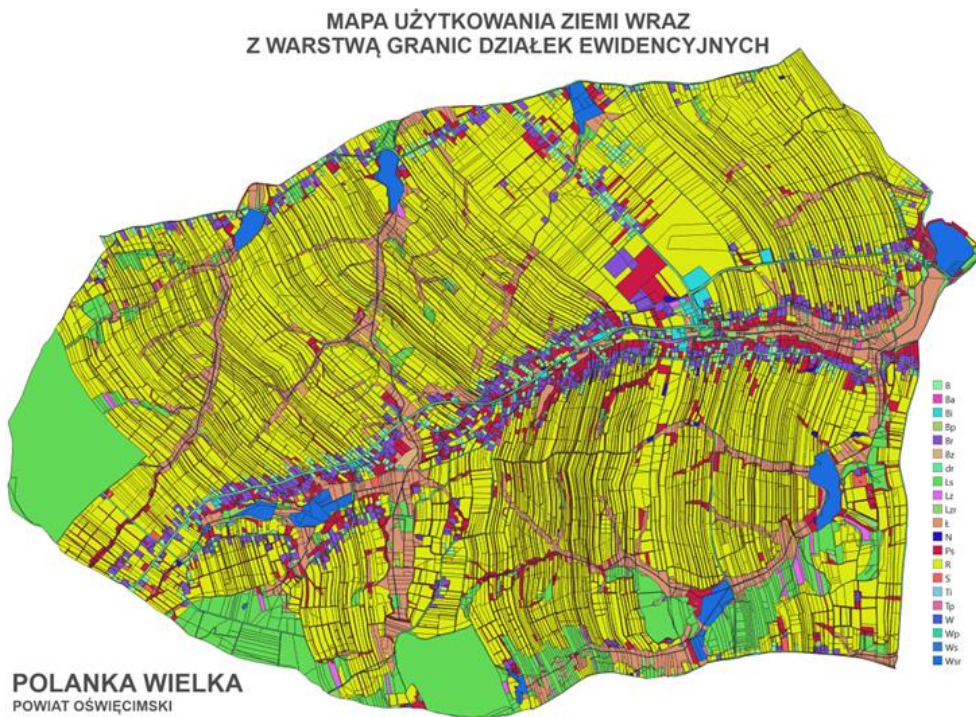 MAPA UŻYTKOWANIA ZIEMI WRAZ
Z WARSTWĄ GRANIC DZIAŁEK EWIDENCYJNYCH
B
Ba
Bi
Bp
Br
Bz
dr
Ls
Lz
Lzr
Ł
N
Ps
R
S
Ti
Tp
W
Wp
Ws
Wsr
POLANKA WIELKA
POWIAT OŚWIĘCIMSKI